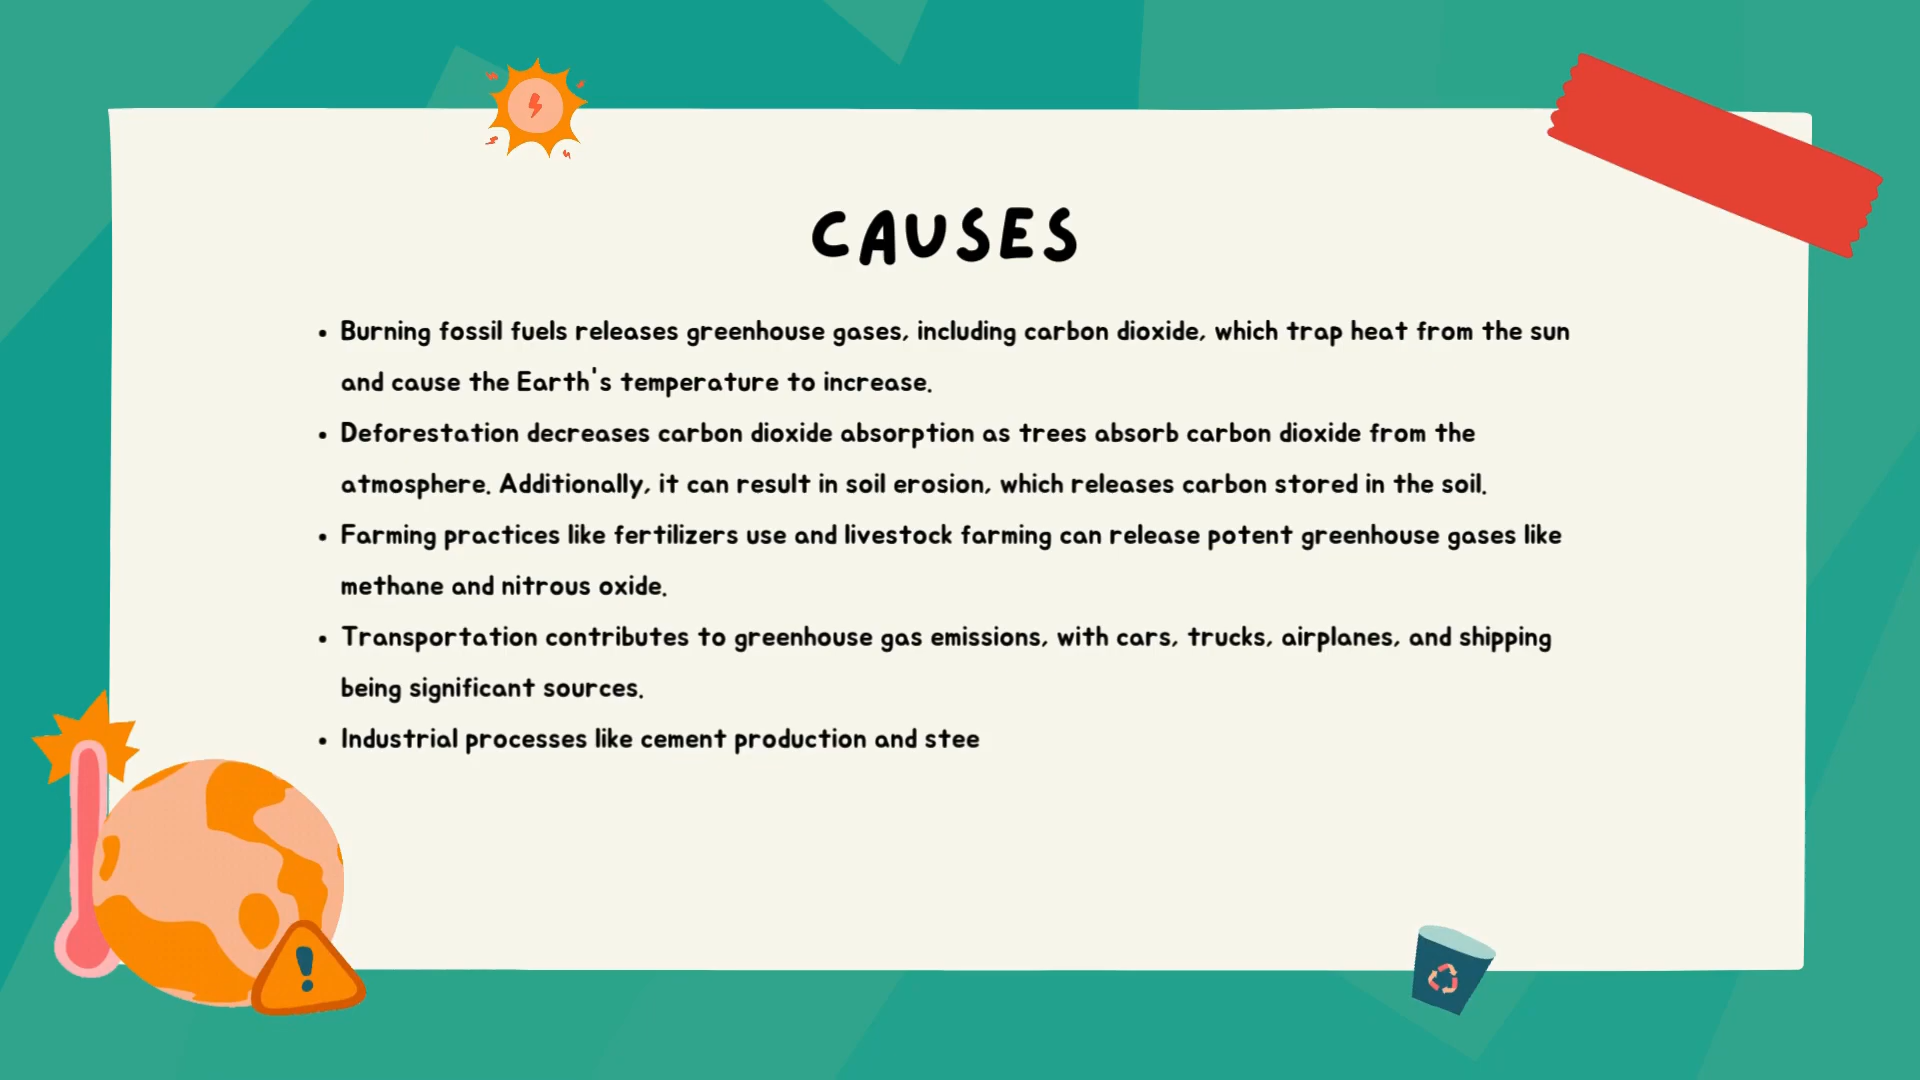 CAUSES
• Burning fossil fuels releases greenhouse gases, including carbon dioxide, which trap heat from the sun
and cause the Earth's temperature to increase.
• Deforestation decreases carbon dioxide absorption as trees absorb carbon dioxide from the
atmosphere. Additionally, it can result in soil erosion, which releases carbon stored in the soil.
• Farming practices like fertilizers use and livestock farming can release potent greenhouse gases like
methane and nitrous oxide.
• Transportation contributes to greenhouse gas emissions, with cars, trucks, airplanes, and shipping
being significant sources.
• Industrial processes like cement production and stee